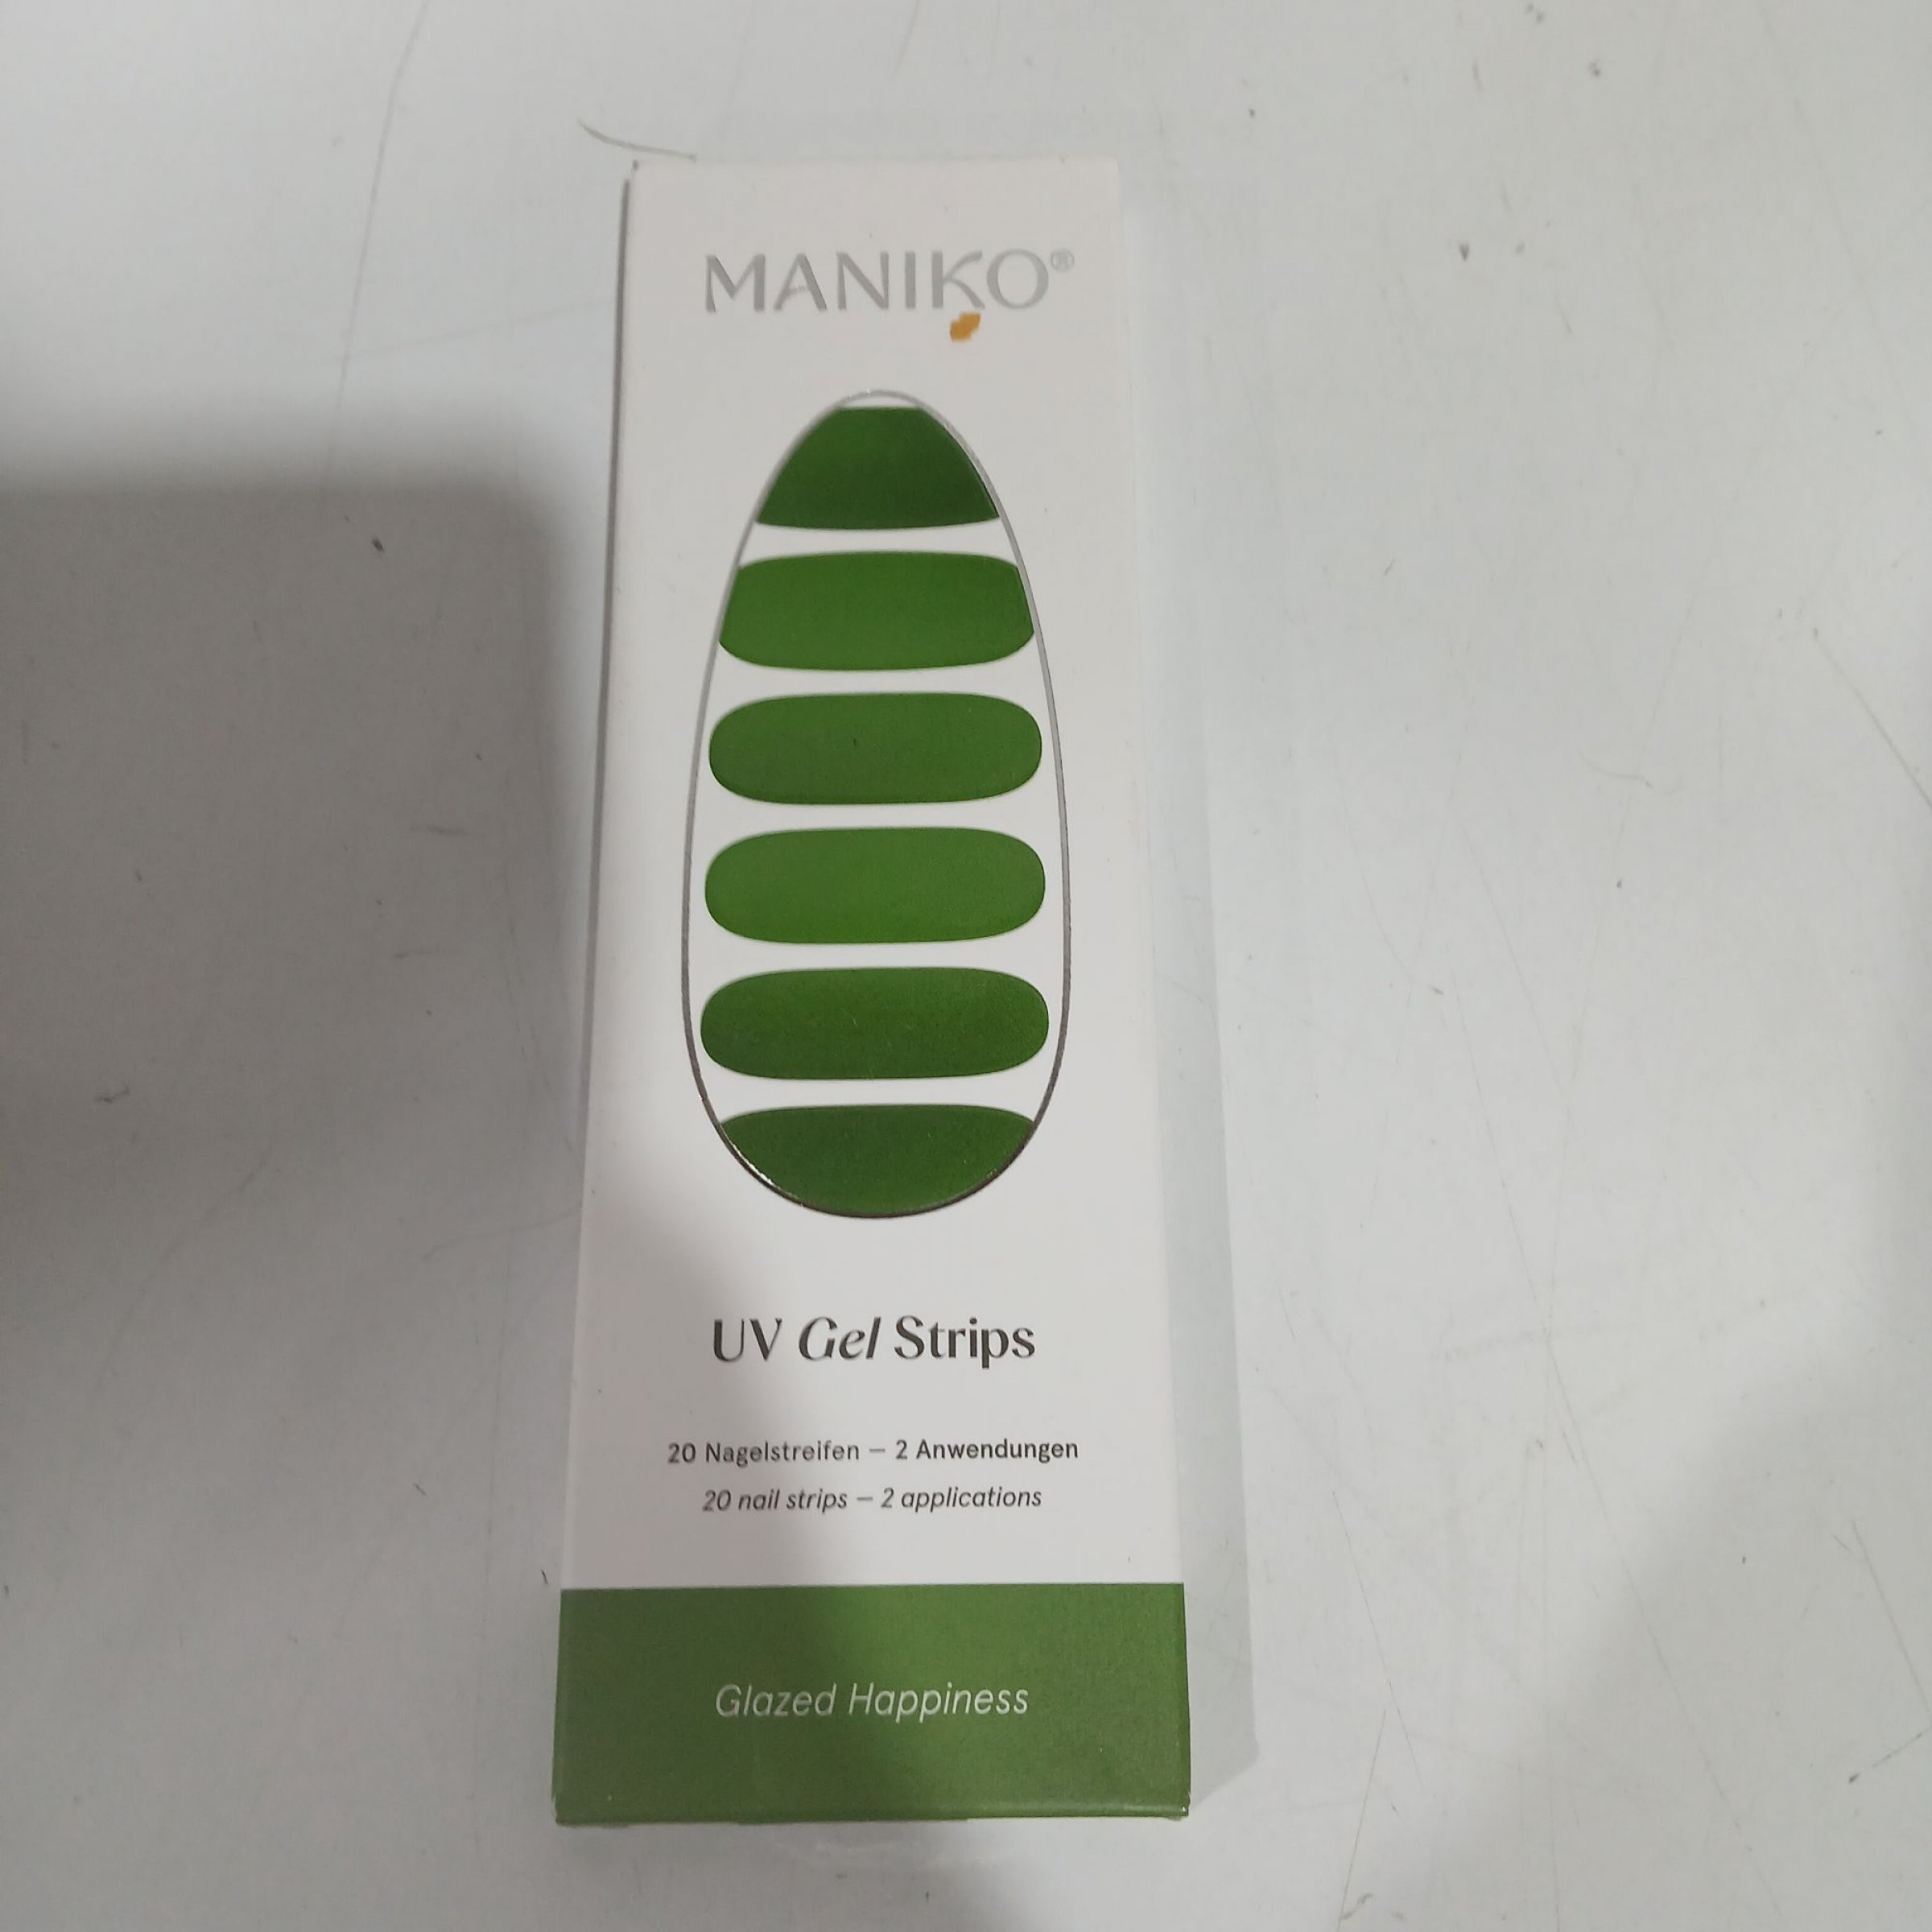 MANIKO®
UV Gel Strips
20 Nagelstreifen – 2 Anwendungen
20 nail strips – 2 applications
Glazed Happiness